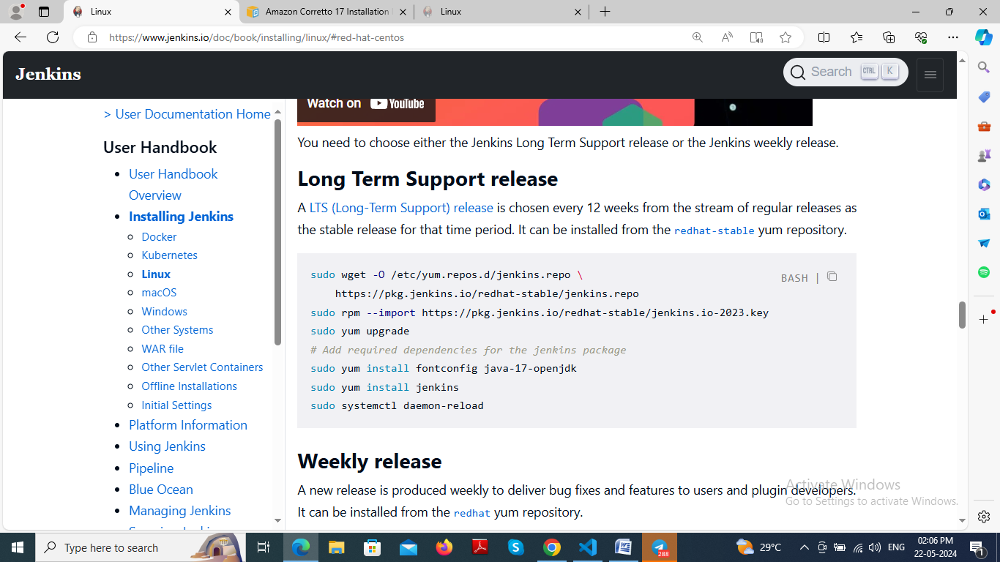 Linux
Amazon Corretto 17 Installation
Linux
https://www.jenkins.io/doc/book/installing/linux/#red-hat-centos
Jenkins
Search CTRL K
> User Documentation Home
User Handbook
User Handbook
Overview
Installing Jenkins
Docker
Kubernetes
Linux
macOS
Windows
Other Systems
WAR file
Other Servlet Containers
Offline Installations
Initial Settings
Platform Information
Using Jenkins
Pipeline
Blue Ocean
Managing Jenkins
Watch on YouTube
You need to choose either the Jenkins Long Term Support release or the Jenkins weekly release.
Long Term Support release
A LTS (Long-Term Support) release is chosen every 12 weeks from the stream of regular releases as
the stable release for that time period. It can be installed from the redhat-stable yum repository.
BASH |
sudo wget -O /etc/yum.repos.d/jenkins.repo \
https://pkg.jenkins.io/redhat-stable/jenkins.repo
sudo rpm --import https://pkg.jenkins.io/redhat-stable/jenkins.io-2023.key
sudo yum upgrade
# Add required dependencies for the jenkins package
sudo yum install fontconfig java-17-openjdk
sudo yum install jenkins
sudo systemctl daemon-reload
Weekly release
A new release is produced weekly to deliver bug fixes and features to users and plugin developers.
It can be installed from the redhat yum repository.
Activate Windows
Go to Settings to activate Windows.
Type here to search
288
29°C
ENG
02:06 PM
22-05-2024
1